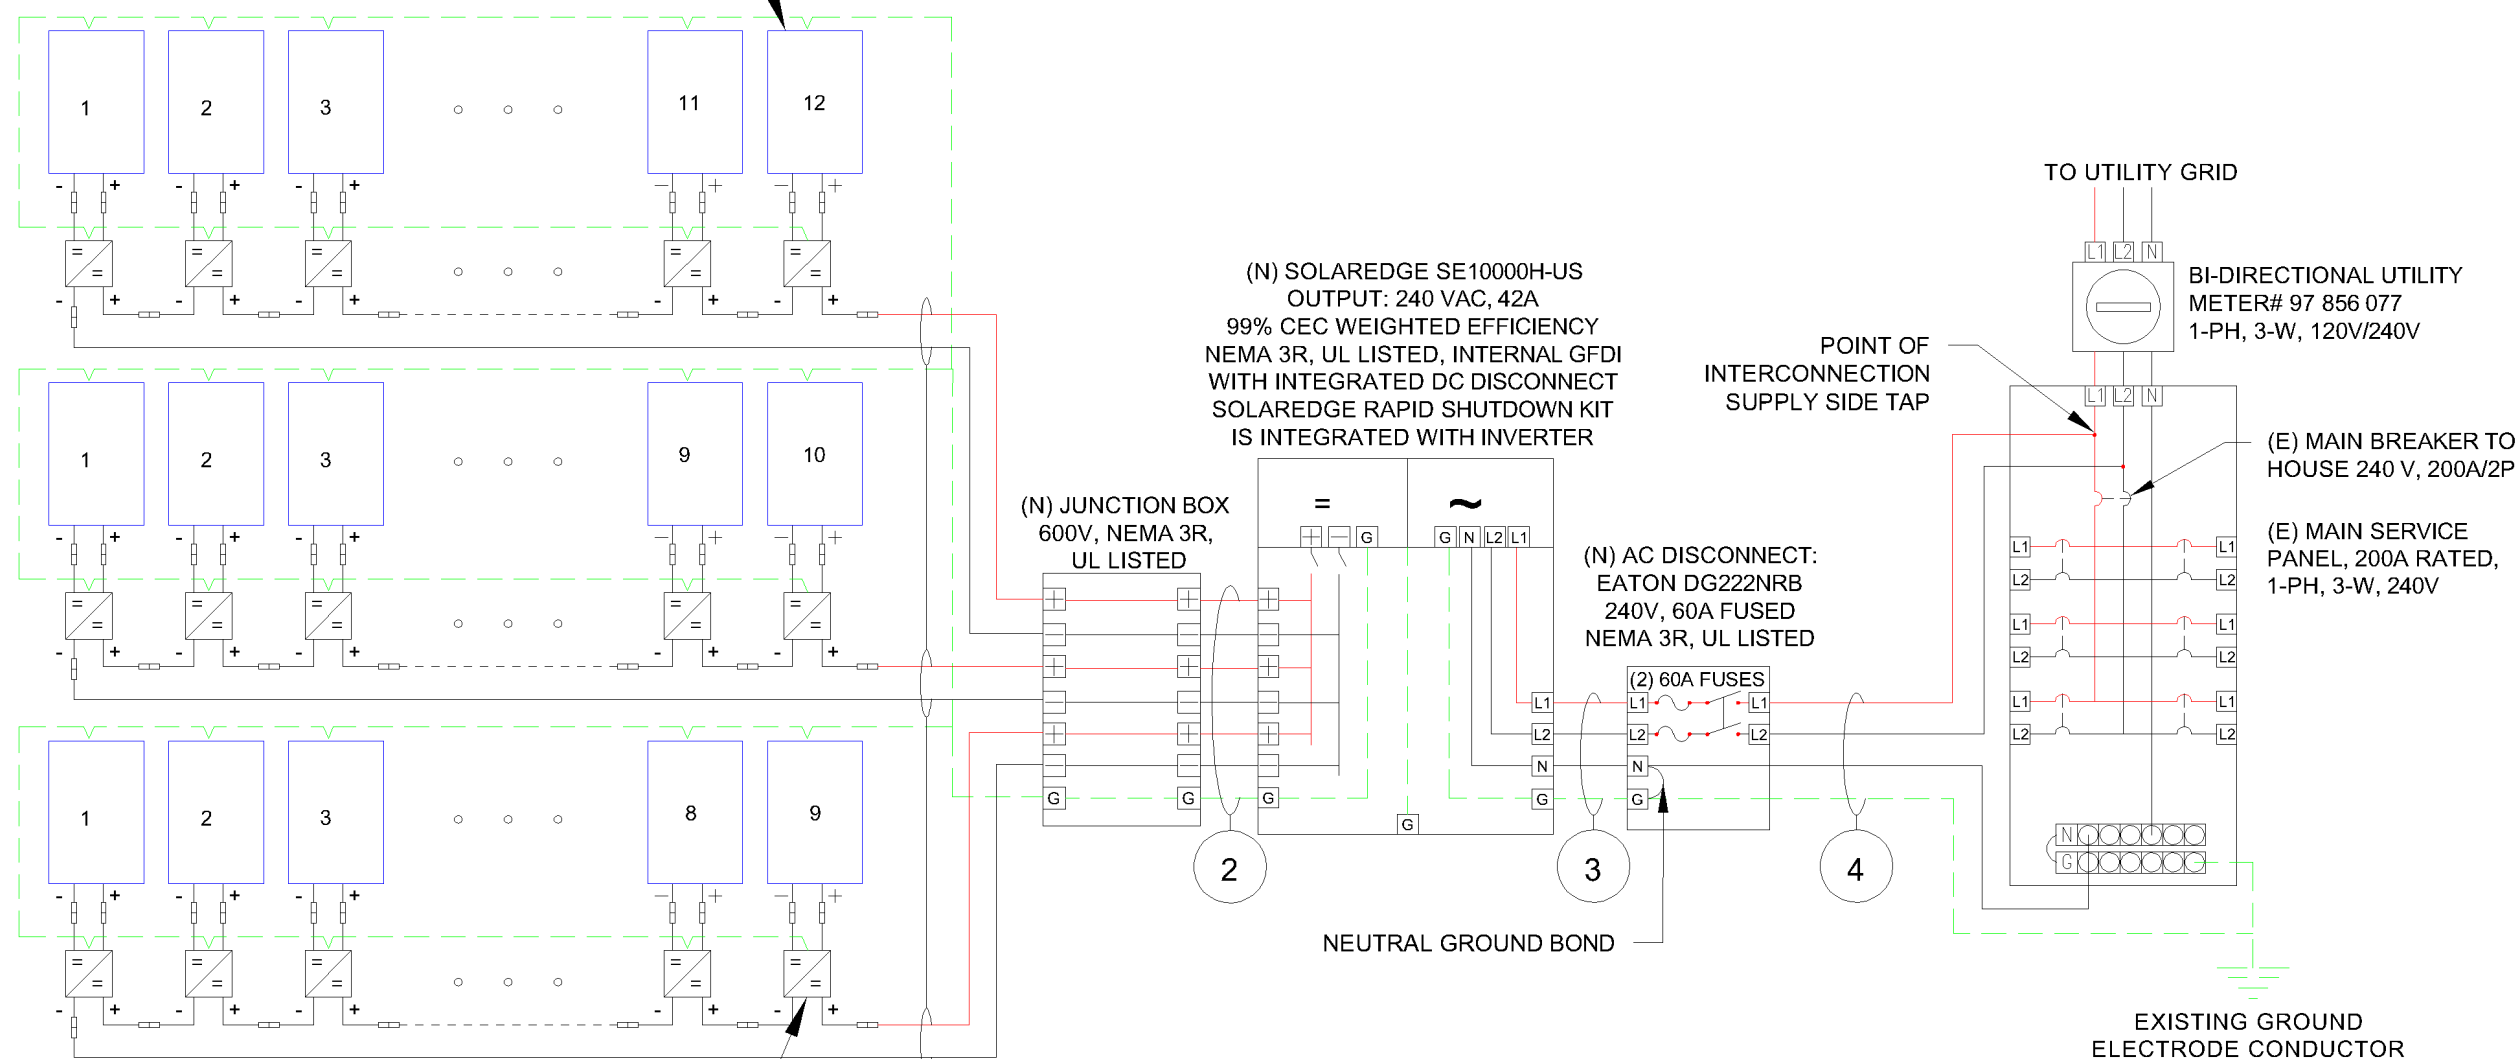 1 2 3 11 12
- + - + - + - + - +
= = = = = = = = = =
- + - + - + - + - +
TO UTILITY GRID
L1 L2 N
BI-DIRECTIONAL UTILITY
METER# 97 856 077
1-PH, 3-W, 120V/240V
(N) SOLAREDGE SE10000H-US
OUTPUT: 240 VAC, 42A
99% CEC WEIGHTED EFFICIENCY
NEMA 3R, UL LISTED, INTERNAL GFDI
WITH INTEGRATED DC DISCONNECT
SOLAREDGE RAPID SHUTDOWN KIT
IS INTEGRATED WITH INVERTER
POINT OF
INTERCONNECTION
SUPPLY SIDE TAP
L1 L2 N
(E) MAIN BREAKER TO
HOUSE 240 V, 200A/2P
(E) MAIN SERVICE
PANEL, 200A RATED,
1-PH, 3-W, 240V
1 2 3 9 10
- + - + - + - + - +
= = = = = = = = = =
- + - + - + - + - +
(N) JUNCTION BOX
600V, NEMA 3R,
UL LISTED
= ~
+ - G G N L2 L1
(N) AC DISCONNECT:
EATON DG222NRB
240V, 60A FUSED
NEMA 3R, UL LISTED
L1 L1
L2 L2
L1 L1
L2 L2
L1 L1
L2 L2
+ + +
- - -
+ + +
- - -
+ + +
- - -
G G G
L1
L2
N
G
G
(2) 60A FUSES
L1 L1
L2 L2
N
G
N
G
1 2 3 8 9
- + - + - + - + - +
= = = = = = = = = =
- + - + - + - + - +
2
3
4
NEUTRAL GROUND BOND
EXISTING GROUND
ELECTRODE CONDUCTOR